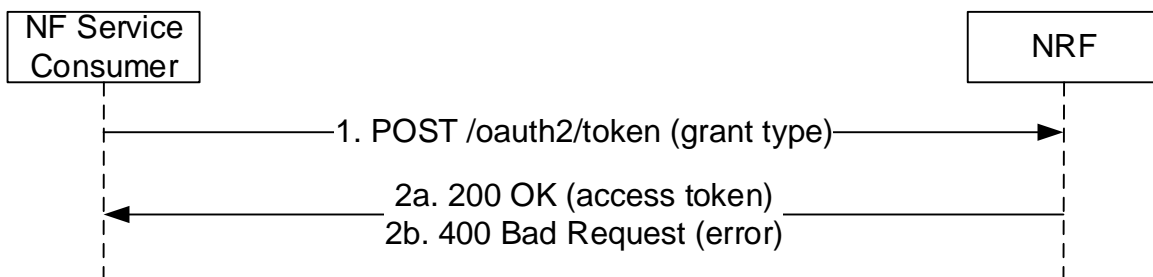 NF Service
Consumer
NRF
1. POST /oauth2/token (grant type)
2a. 200 OK (access token)
2b. 400 Bad Request (error)